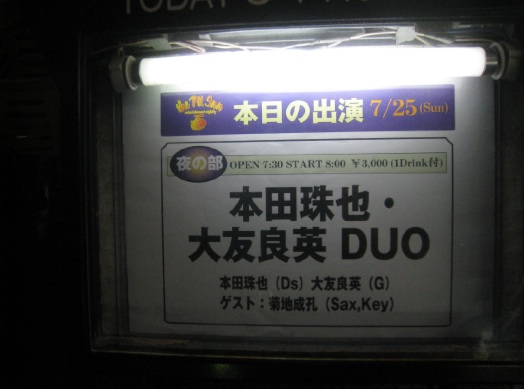 TODAY'S
本日の出演 7/25 (Sun)
夜の部 OPEN 7:30 START 8:00 ¥3,000 (1Drink付)
本田珠也・
大友良英 DUO
本田珠也（Ds）大友良英（G）
ゲスト：菊地成孔（Sax,Key）